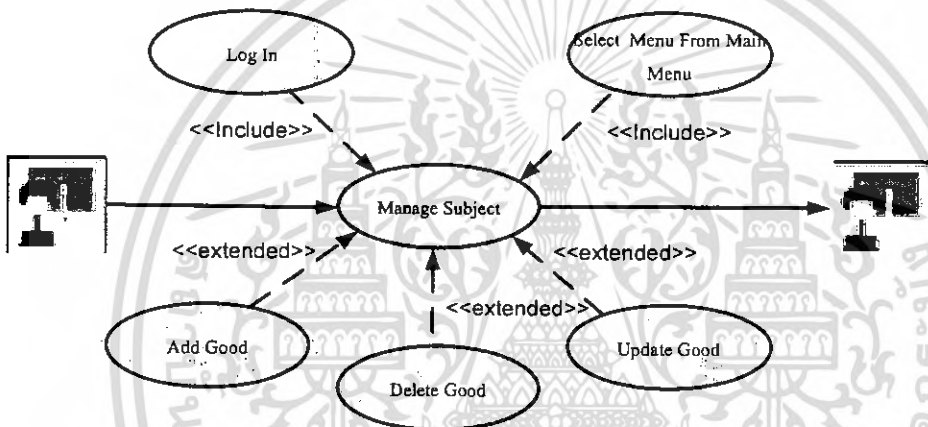 Log In
Select Menu From Main
Menu
<<Include>>
<<Include>>
Manage Subject
<<extended>>
<<extended>>
<<extended>>
Add Good
Delete Good
Update Good